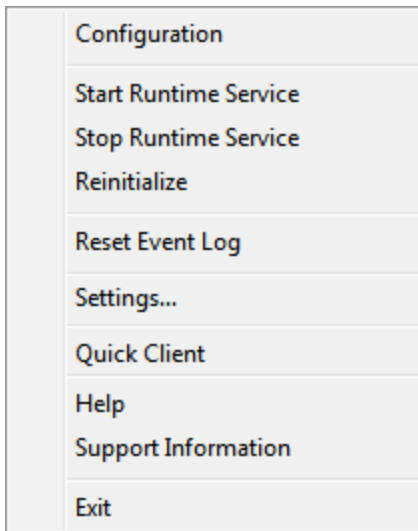 Configuration
Start Runtime Service
Stop Runtime Service
Reinitialize
Reset Event Log
Settings...
Quick Client
Help
Support Information
Exit